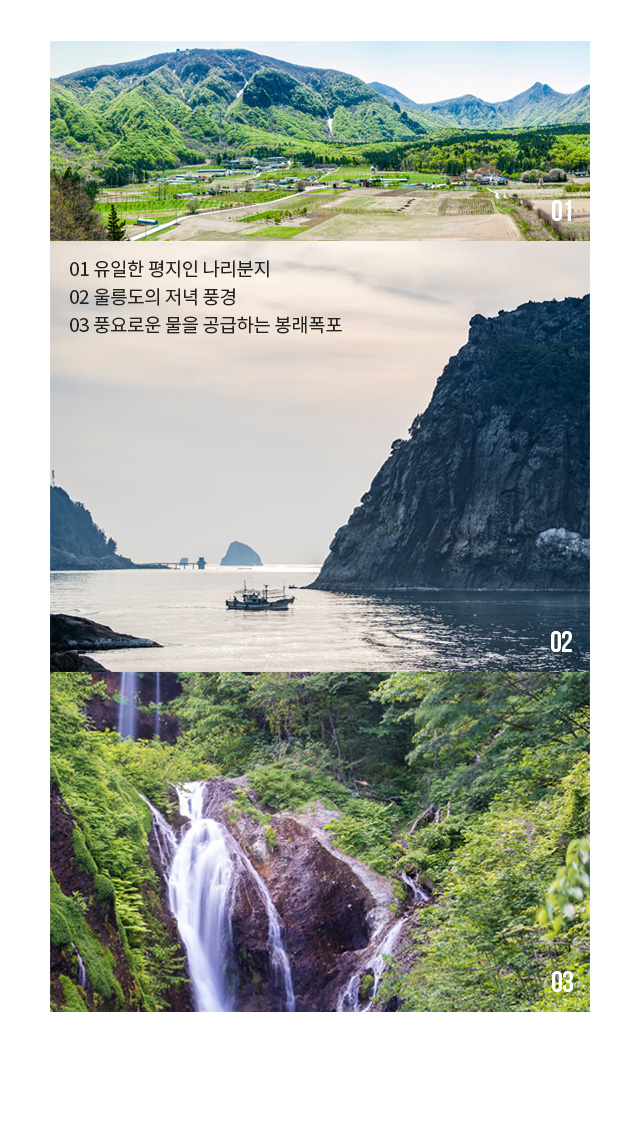 01
01 유일한 평지인 나리분지
02 울릉도의 저녁 풍경
03 풍요로운 물을 공급하는 봉래폭포
02
03